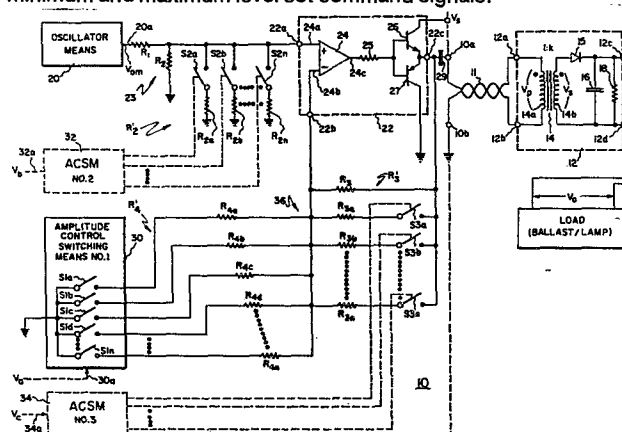 minimum and maximum level set command signals.
OSCILLATOR MEANS
20
20a
R1
Vom
R2
23
S2a
S2b
S2n
R2a
R2b
R2n
R'2
ACSM NO.2
32
32a
Vb
22a
24a
24
24b
24c
25
26
27
22
22b
22c
Vs
10a
29
11
10b
12a
12b
1:k
14a
14b
14
Vp
15
16
C
18
12c
12d
12
36
R3
R'3
R'4
AMPLITUDE CONTROL SWITCHING MEANS NO.1
30
S1a
S1b
S1c
S1d
S1n
30a
Va
R4a
R4b
R4c
R4d
R4n
R3a
R3b
R3n
S3a
S3b
S3n
LOAD (BALLAST/LAMP)
10
ACSM NO.3
34
Vc
34a